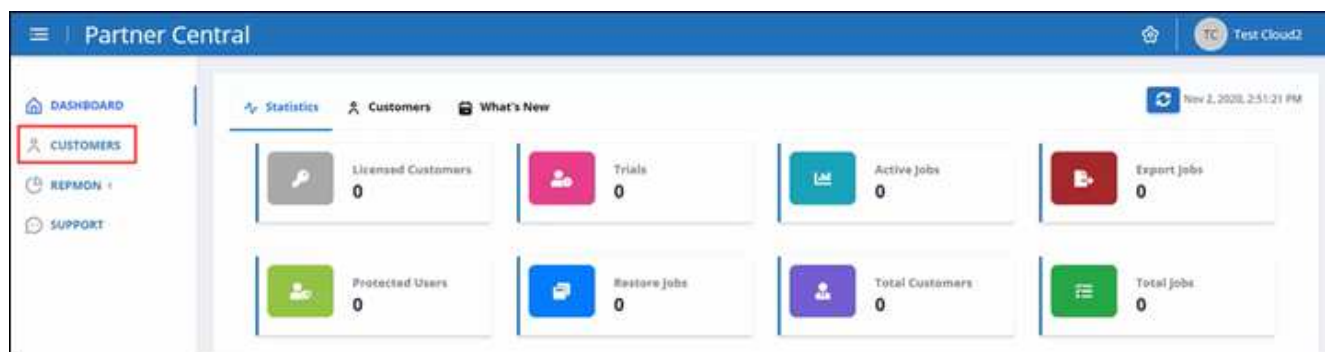 Partner Central
TC Test Cloud2
DASHBOARD
CUSTOMERS
REPMON
SUPPORT
Statistics Customers What's New
Nov 2, 2020, 2:51:21 PM
Licensed Customers
0
Trials
0
Active Jobs
0
Export Jobs
0
Protected Users
0
Restore Jobs
0
Total Customers
0
Total Jobs
0